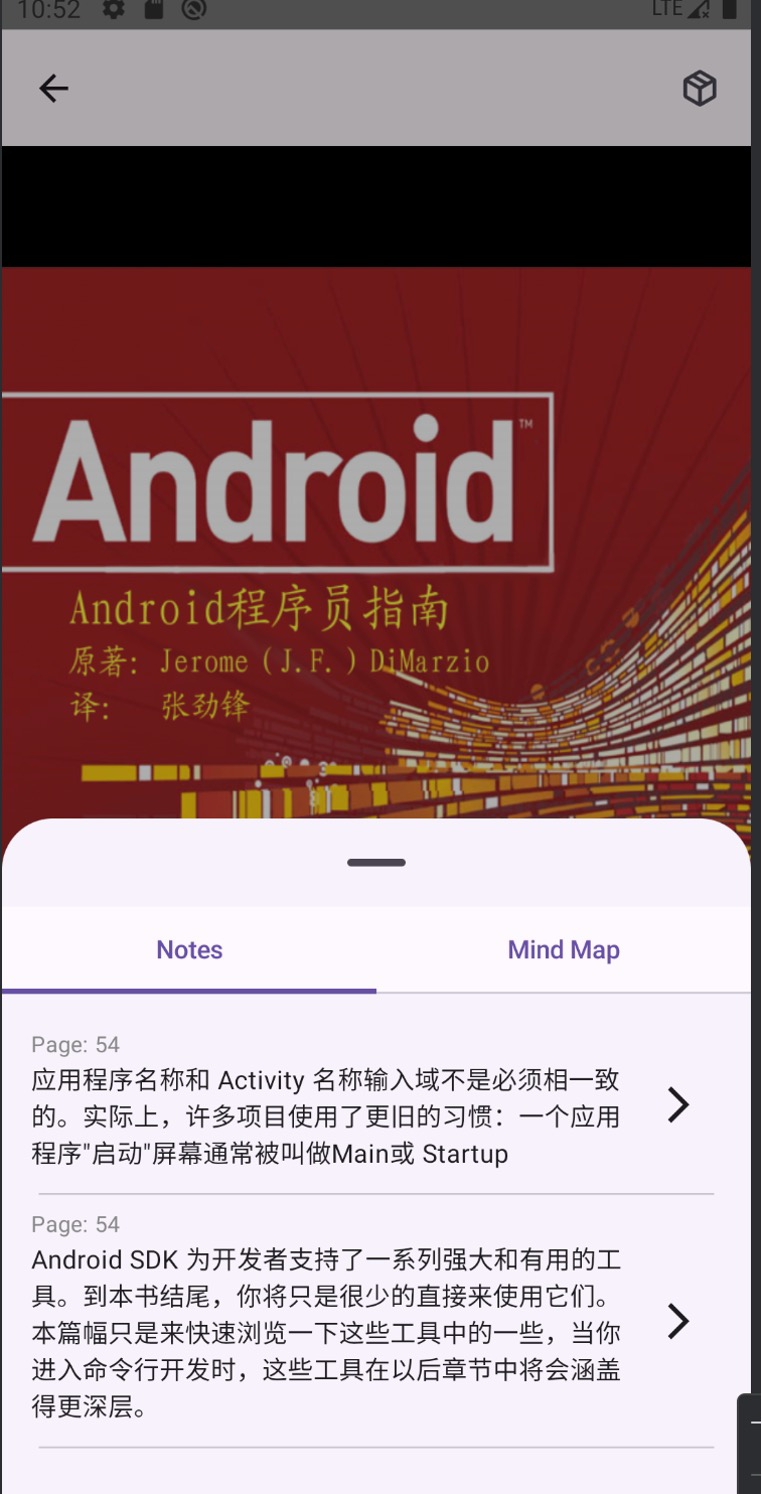 10:52
LTE
Android™
Android程序员指南
原著: Jerome (J.F.) DiMarzio
译: 张劲锋
Notes
Mind Map
Page: 54
应用程序名称和 Activity 名称输入域不是必须相一致
的。实际上，许多项目使用了更旧的习惯：一个应用
程序"启动"屏幕通常被叫做Main或 Startup
Page: 54
Android SDK 为开发者支持了一系列强大和有用的工
具。到本书结尾，你将只是很少的直接来使用它们。
本篇幅只是来快速浏览一下这些工具中的一些，当你
进入命令行开发时，这些工具在以后章节中将会涵盖
得更深层。